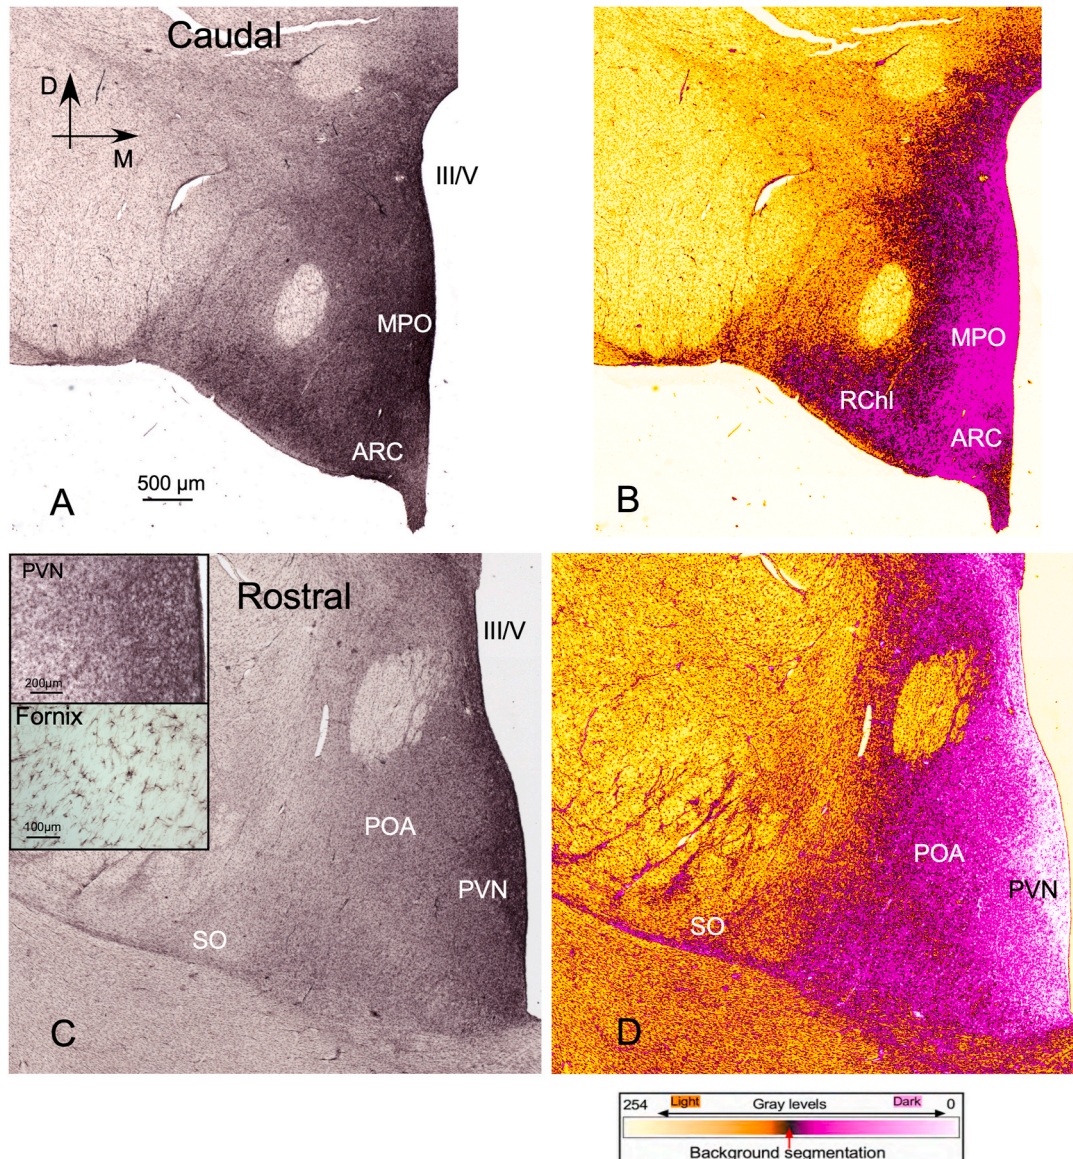 Caudal
D
M
III/V
MPO
ARC
500 µm
A
MPO
RChl
ARC
B
PVN
200µm
Fornix
100µm
Rostral
III/V
POA
PVN
SO
C
POA
PVN
SO
D
254 Light Gray levels Dark 0
Background segmentation